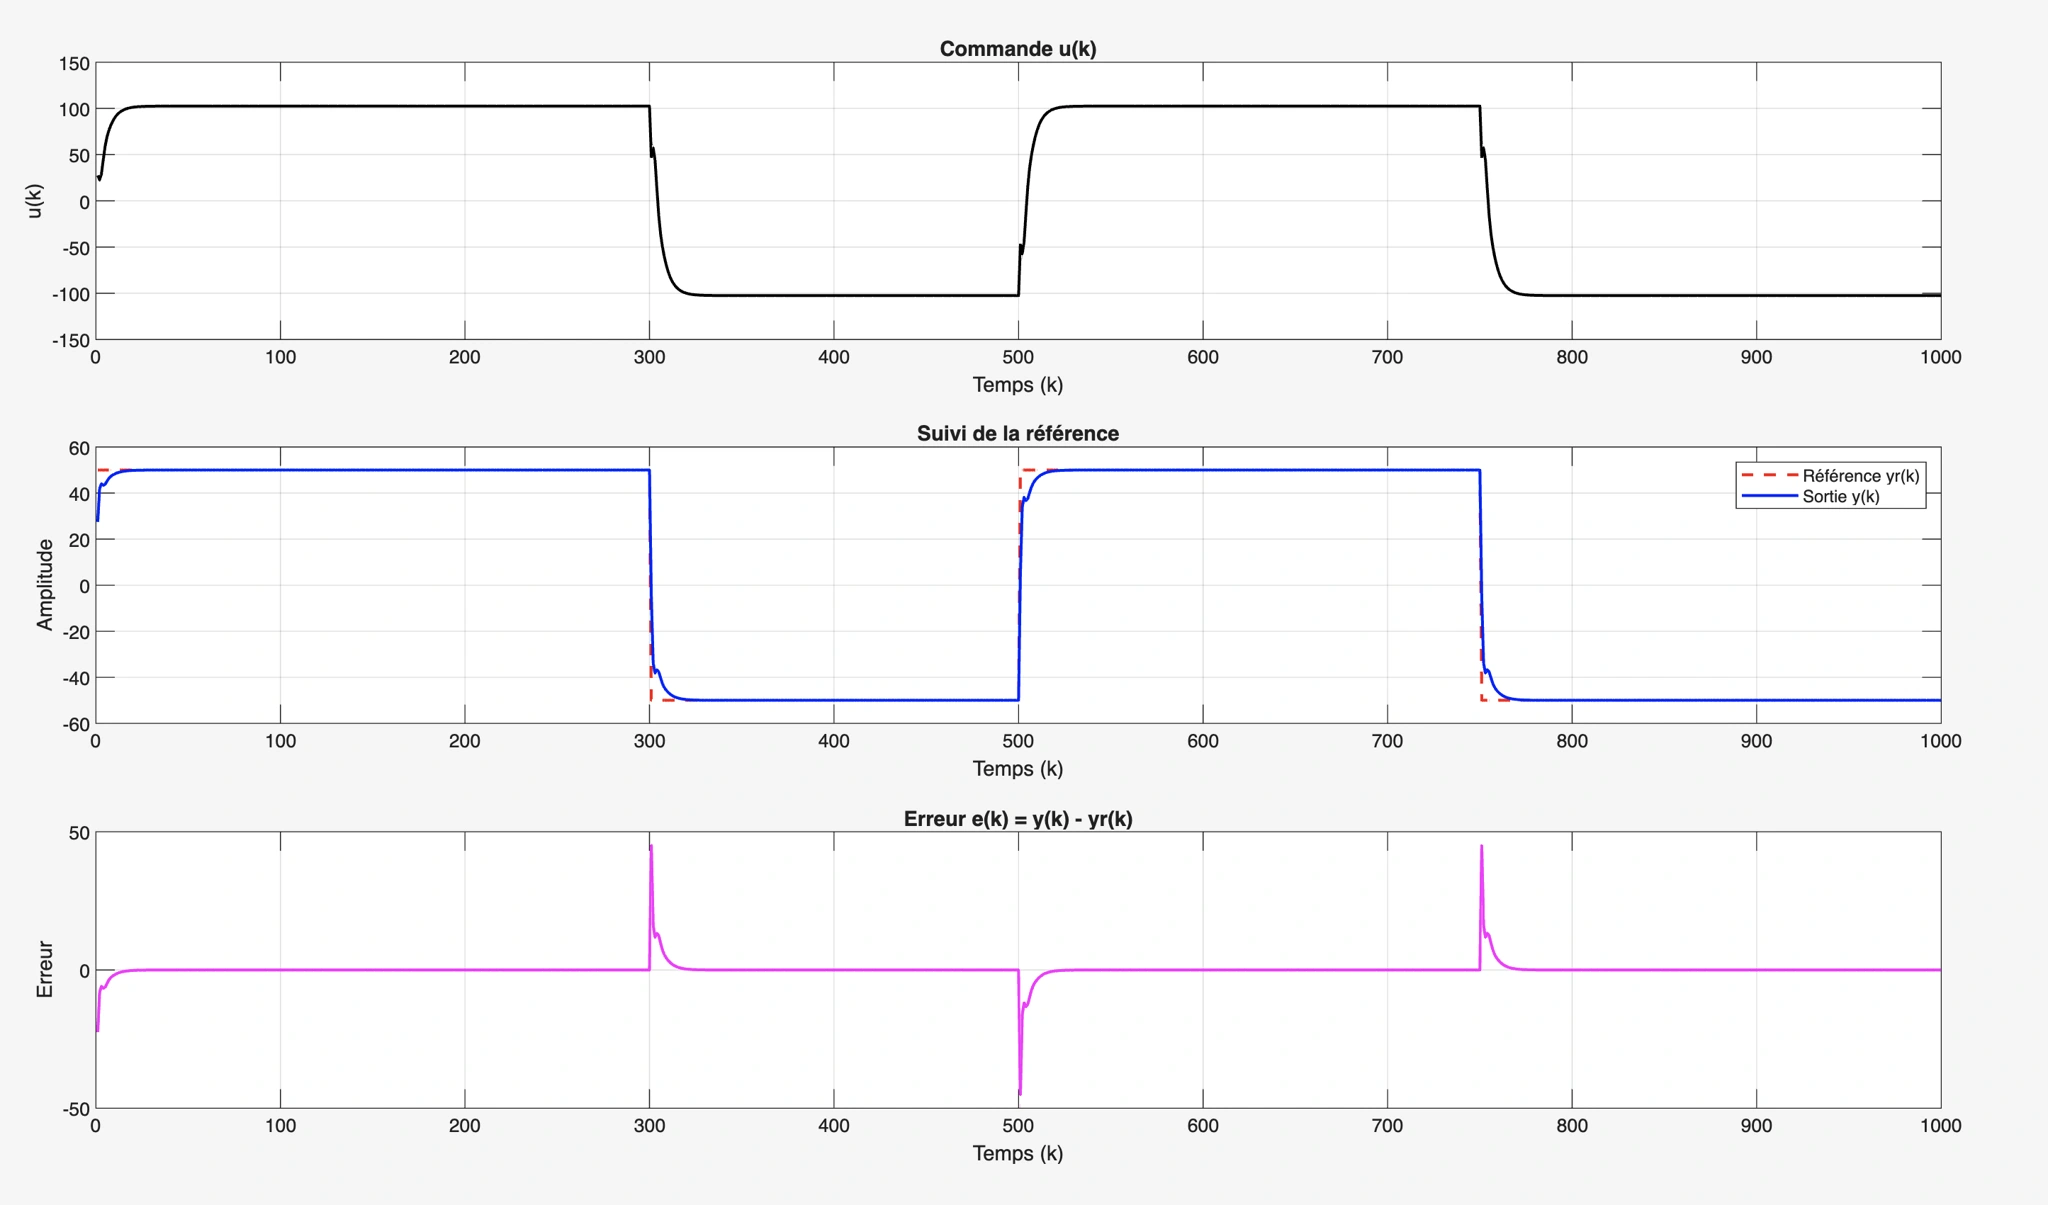 Commande u(k)
150
100
50
0
-50
-100
-150
u(k)
0 100 200 300 400 500 600 700 800 900 1000
Temps (k)
Suivi de la référence
60
40
20
0
-20
-40
-60
Amplitude
Référence yr(k)
Sortie y(k)
0 100 200 300 400 500 600 700 800 900 1000
Temps (k)
Erreur e(k) = y(k) - yr(k)
50
0
-50
Erreur
0 100 200 300 400 500 600 700 800 900 1000
Temps (k)